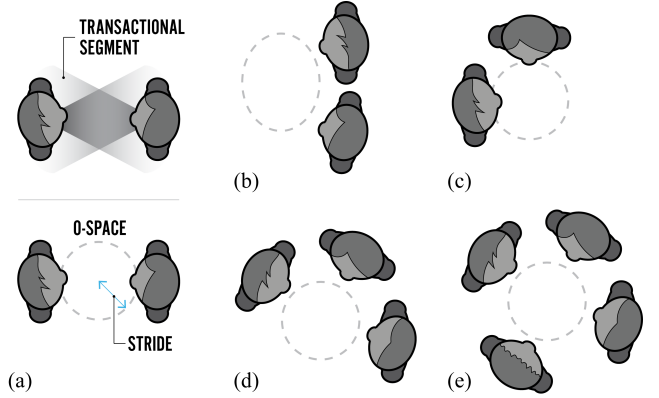 TRANSACTIONAL
SEGMENT
(b)
(c)
O-SPACE
STRIDE
(a)
(d)
(e)